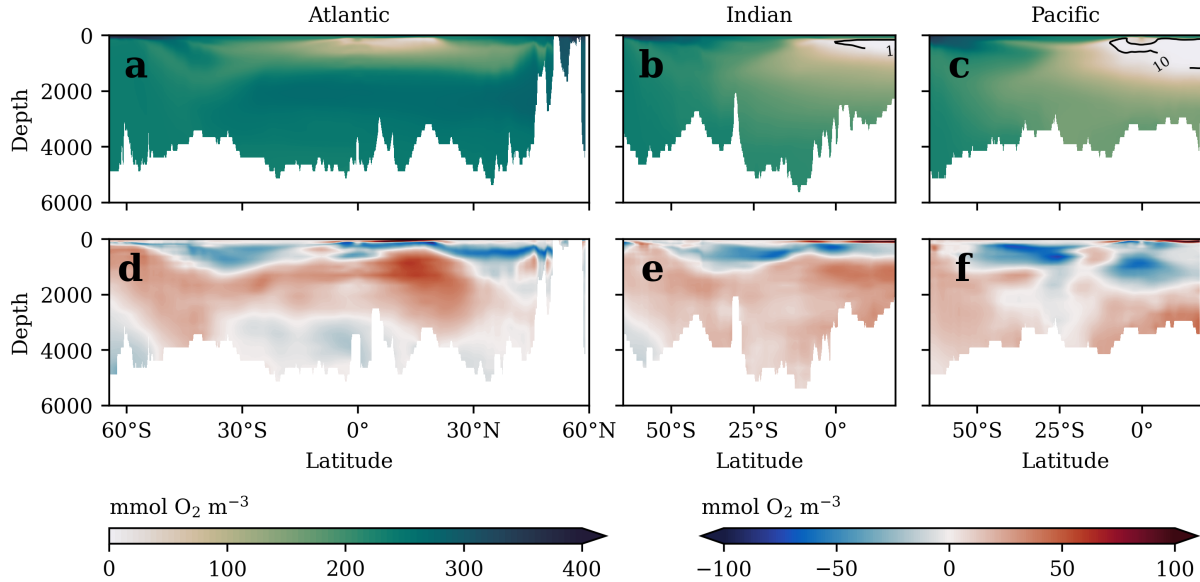 Atlantic Indian Pacific
0 a b 1 c 10
2000
Depth
4000
6000
0 d e f
2000
Depth
4000
6000
60°S 30°S 0° 30°N 60°N 50°S 25°S 0° 50°S 25°S 0°
Latitude Latitude Latitude
mmol O₂ m⁻³ mmol O₂ m⁻³
0 100 200 300 400 −100 −50 0 50 100